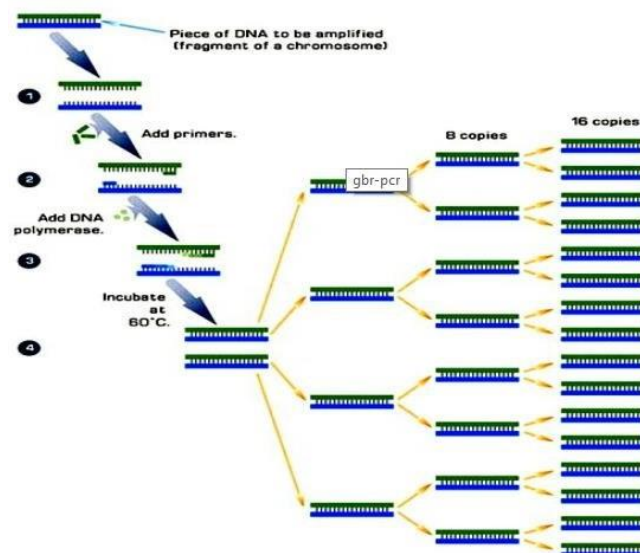 Piece of DNA to be amplified
(fragment of a chromosome)
1
Add primers.
2
Add DNA
polymerase.
3
Incubate
at
60°C.
4
gbr-pcr
8 copies
16 copies